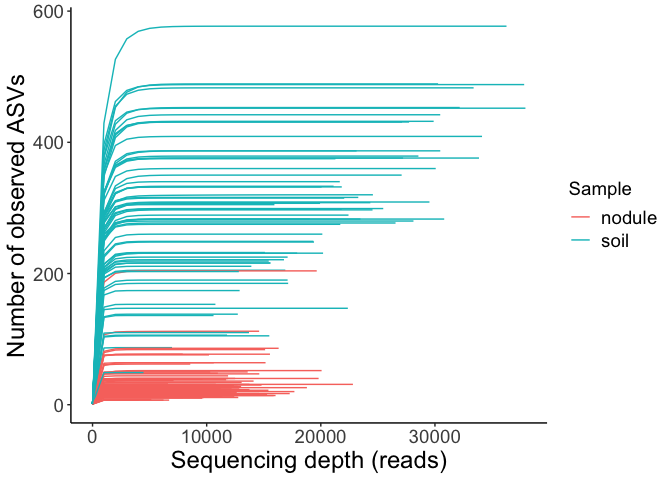 600
400
200
0
Number of observed ASVs
0
10000
20000
30000
Sequencing depth (reads)
Sample
nodule
soil